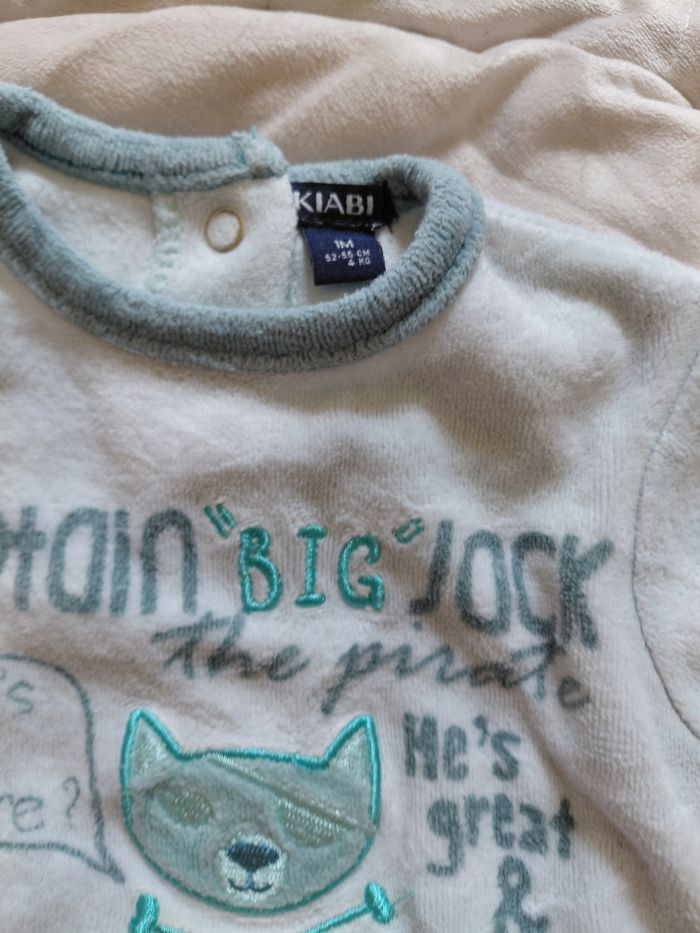 KIABI
1M
52-55 CM
4 KG
ptain "BIG" Jack
the pirate
's
re?
He's
great
&